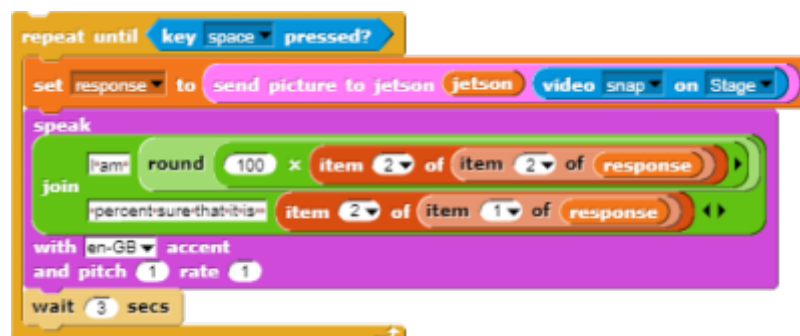 repeat until key space pressed?
set response to send picture to jetson jetson video snap on Stage
speak
join I am round 100 × item 2 of item 2 of response
percent sure that it is item 2 of item 1 of response
with en-GB accent
and pitch 1 rate 1
wait 3 secs